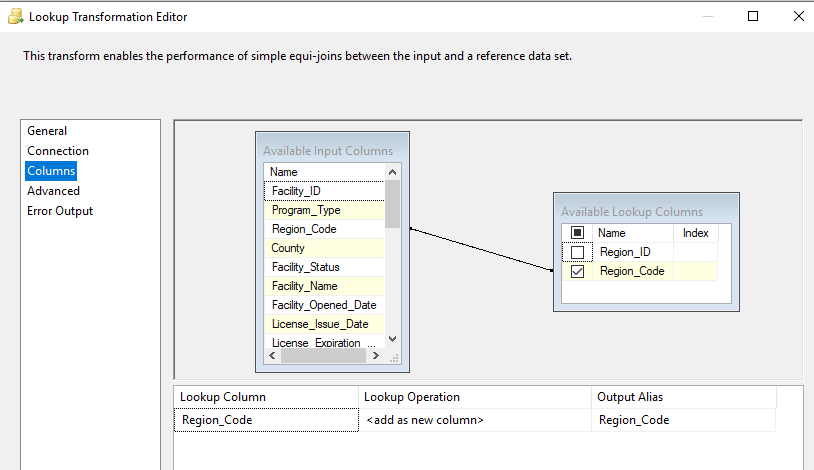 Lookup Transformation Editor
This transform enables the performance of simple equi-joins between the input and a reference data set.
General
Connection
Columns
Advanced
Error Output
Available Input Columns
Name
Facility_ID
Program_Type
Region_Code
County
Facility_Status
Facility_Name
Facility_Opened_Date
License_Issue_Date
License_Expiration_...
Available Lookup Columns
Name Index
Region_ID
Region_Code
Lookup Column Lookup Operation Output Alias
Region_Code <add as new column> Region_Code